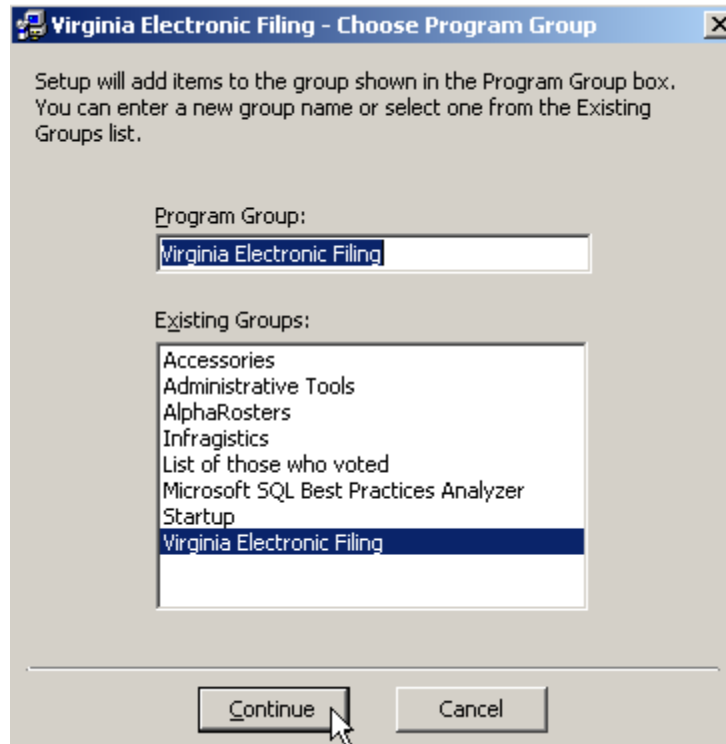 Virginia Electronic Filing - Choose Program Group
Setup will add items to the group shown in the Program Group box.
You can enter a new group name or select one from the Existing
Groups list.
Program Group:
Virginia Electronic Filing
Existing Groups:
Accessories
Administrative Tools
AlphaRosters
Infragistics
List of those who voted
Microsoft SQL Best Practices Analyzer
Startup
Virginia Electronic Filing
Continue Cancel